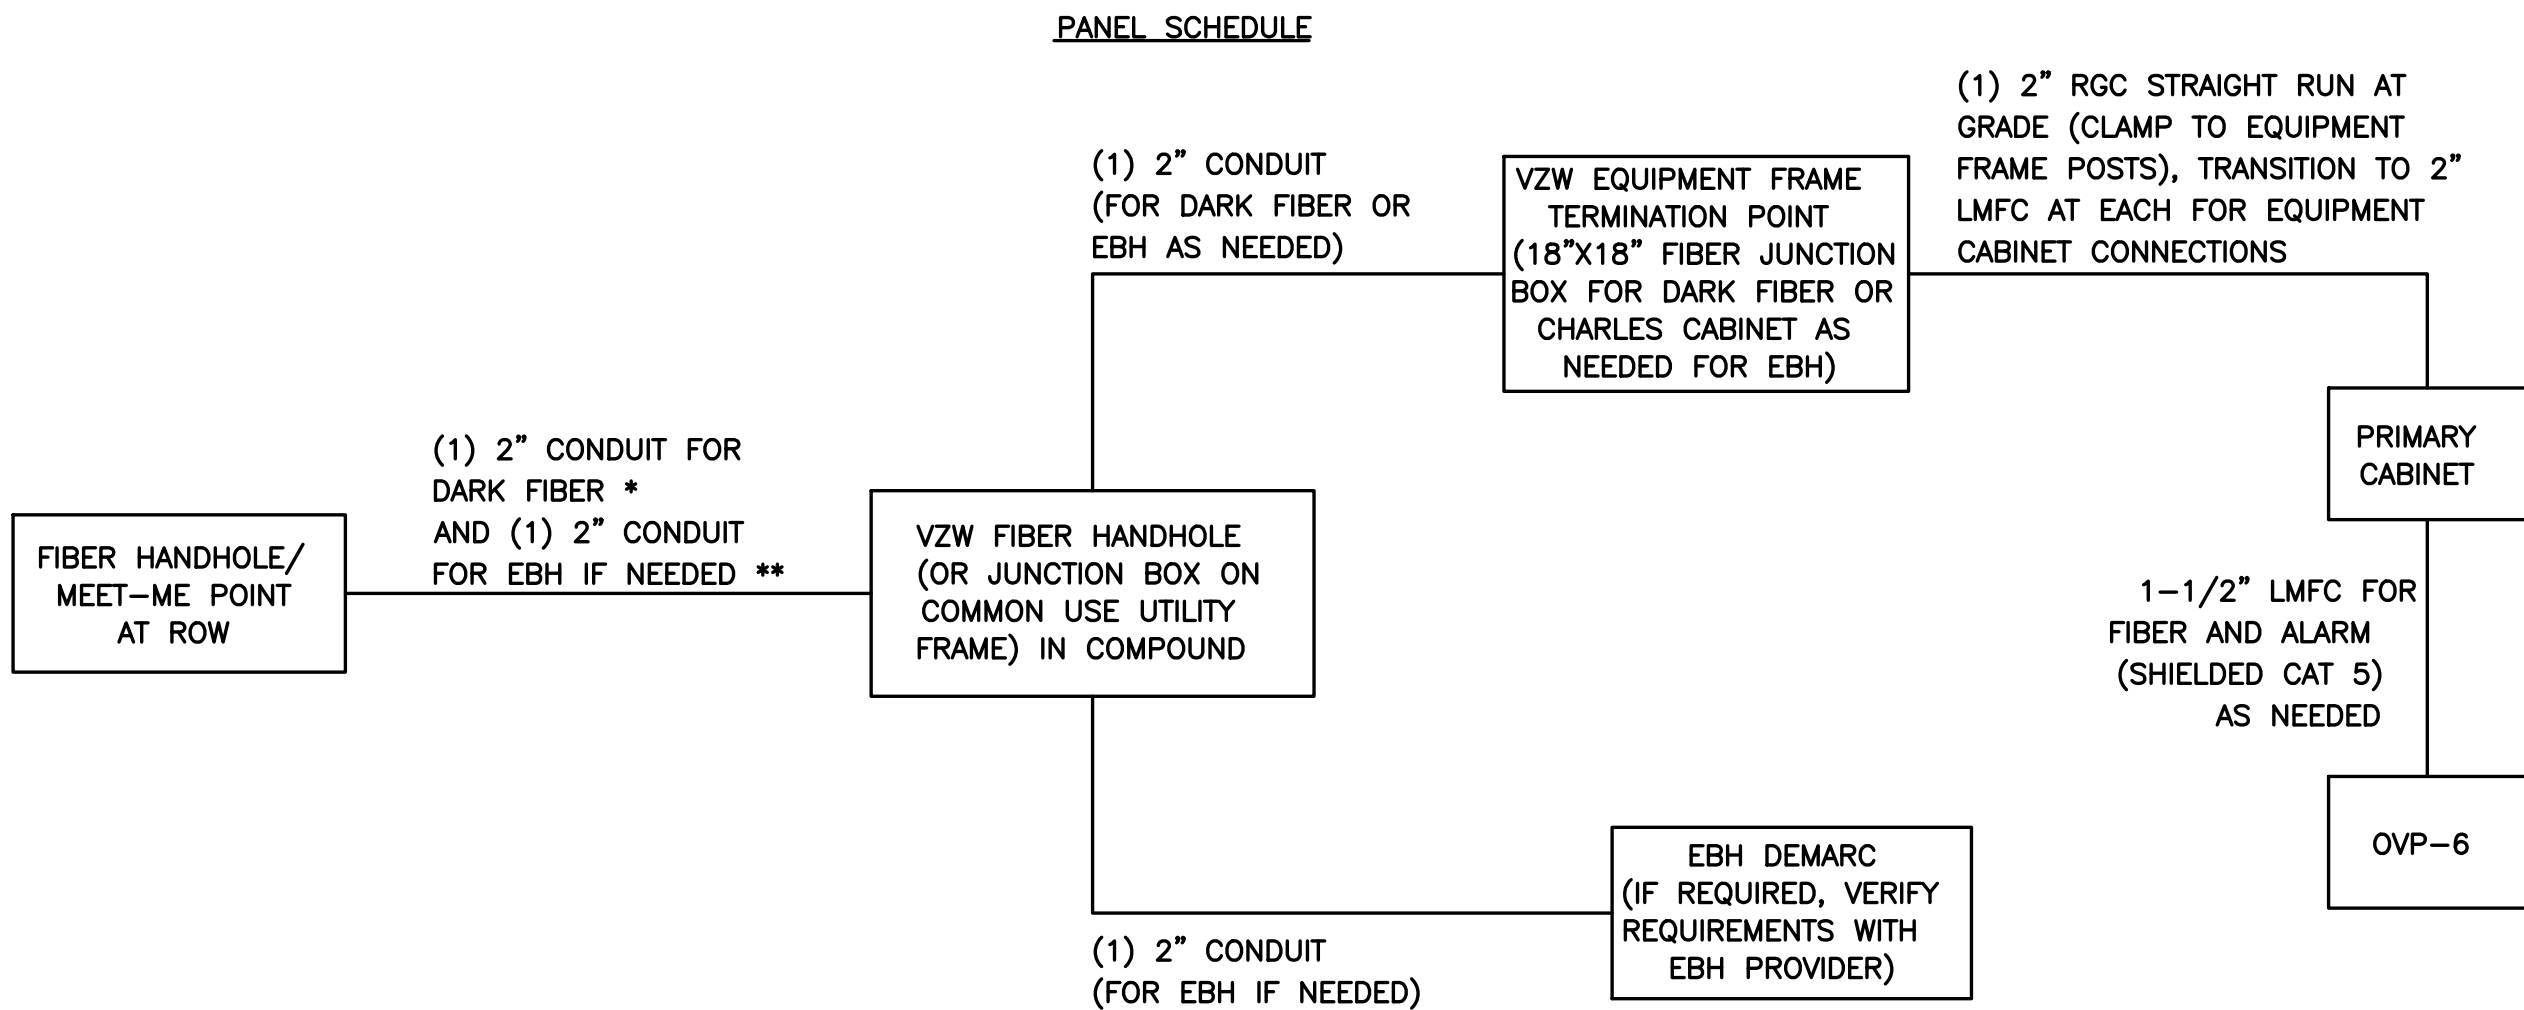 PANEL SCHEDULE
(1) 2" RGC STRAIGHT RUN AT
GRADE (CLAMP TO EQUIPMENT
FRAME POSTS), TRANSITION TO 2"
LMFC AT EACH FOR EQUIPMENT
CABINET CONNECTIONS
(1) 2" CONDUIT
(FOR DARK FIBER OR
EBH AS NEEDED)
VZW EQUIPMENT FRAME
TERMINATION POINT
(18"X18" FIBER JUNCTION
BOX FOR DARK FIBER OR
CHARLES CABINET AS
NEEDED FOR EBH)
PRIMARY
CABINET
(1) 2" CONDUIT FOR
DARK FIBER *
AND (1) 2" CONDUIT
FOR EBH IF NEEDED **
FIBER HANDHOLE/
MEET-ME POINT
AT ROW
VZW FIBER HANDHOLE
(OR JUNCTION BOX ON
COMMON USE UTILITY
FRAME) IN COMPOUND
1-1/2" LMFC FOR
FIBER AND ALARM
(SHIELDED CAT 5)
AS NEEDED
OVP-6
EBH DEMARC
(IF REQUIRED, VERIFY
REQUIREMENTS WITH
EBH PROVIDER)
(1) 2" CONDUIT
(FOR EBH IF NEEDED)